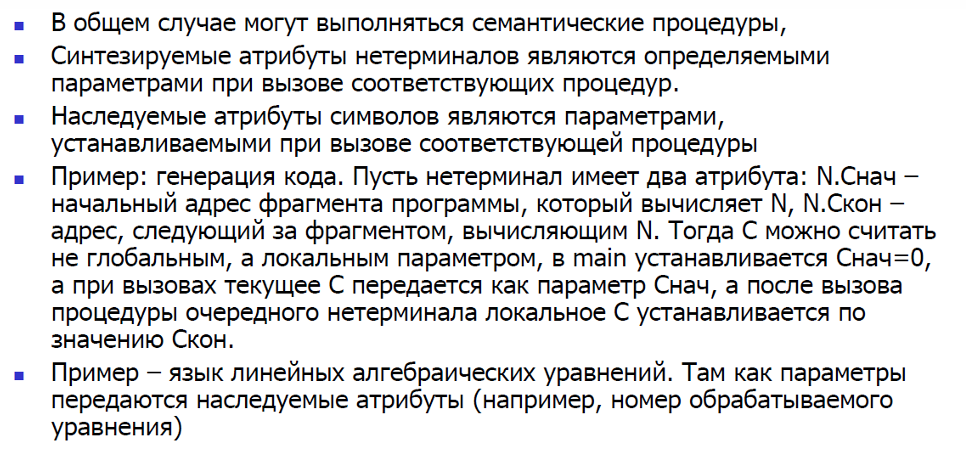 В общем случае могут выполняться семантические процедуры,
Синтезируемые атрибуты нетерминалов являются определяемыми
параметрами при вызове соответствующих процедур.
Наследуемые атрибуты символов являются параметрами,
устанавливаемыми при вызове соответствующей процедуры
Пример: генерация кода. Пусть нетерминал имеет два атрибута: N.Снач –
начальный адрес фрагмента программы, который вычисляет N, N.Скон –
адрес, следующий за фрагментом, вычисляющим N. Тогда С можно считать
не глобальным, а локальным параметром, в main устанавливается Снач=0,
а при вызовах текущее С передается как параметр Снач, а после вызова
процедуры очередного нетерминала локальное С устанавливается по
значению Скон.
Пример – язык линейных алгебраических уравнений. Там как параметры
передаются наследуемые атрибуты (например, номер обрабатываемого
уравнения)